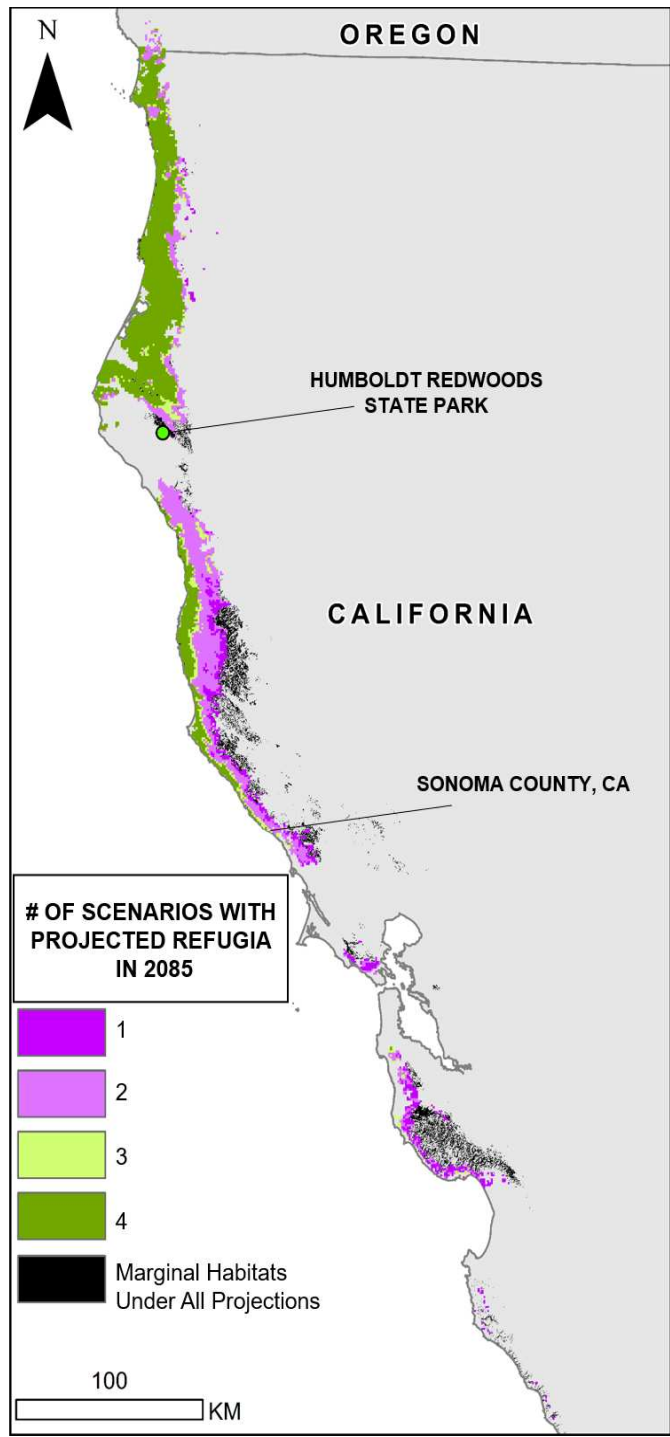 N
OREGON
HUMBOLDT REDWOODS
STATE PARK
CALIFORNIA
SONOMA COUNTY, CA
# OF SCENARIOS WITH
PROJECTED REFUGIA
IN 2085
1
2
3
4
Marginal Habitats
Under All Projections
100
KM